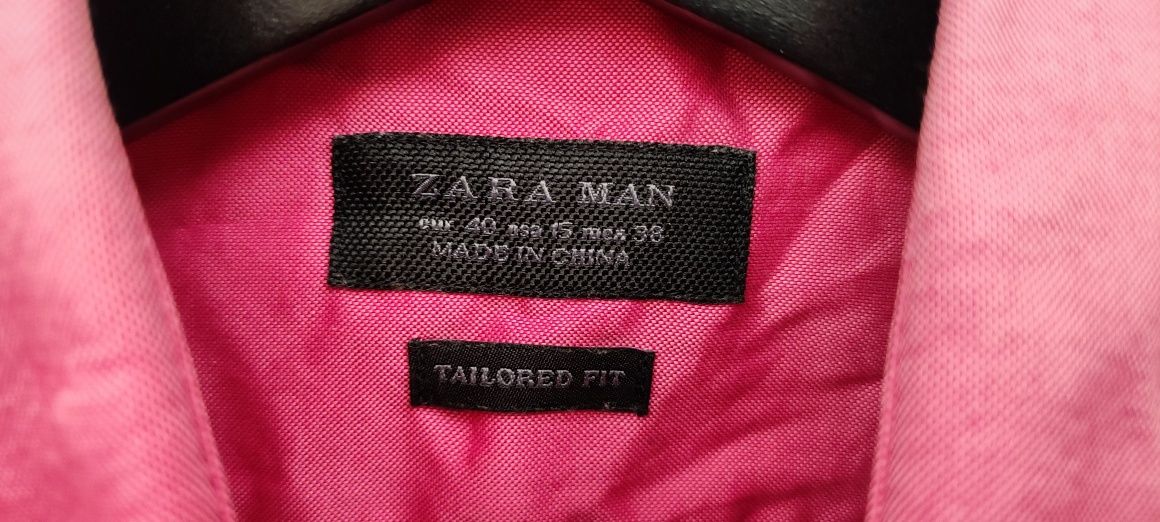 ZARA MAN
eur 40 usa 15 mex 38
MADE IN CHINA
TAILORED FIT